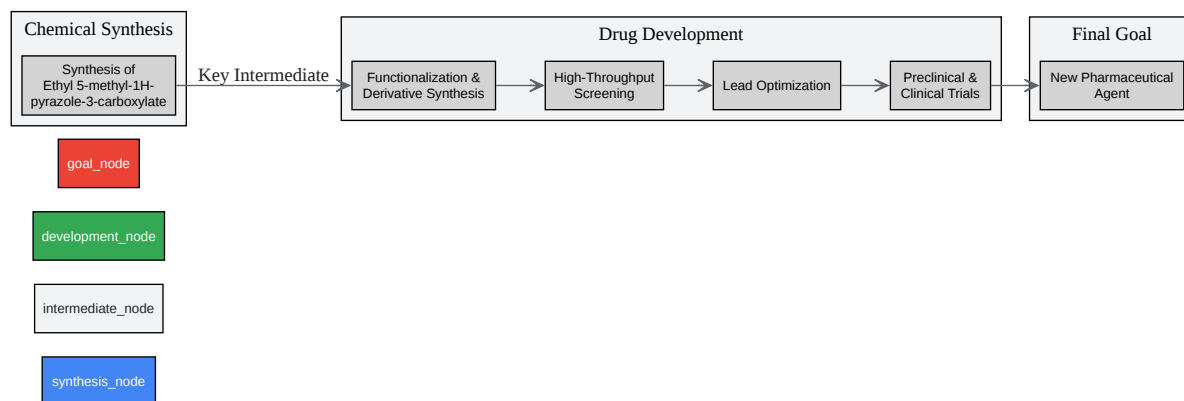 Chemical Synthesis
Synthesis of
Ethyl 5-methyl-1H-
pyrazole-3-carboxylate
Key Intermediate
Drug Development
Functionalization &
Derivative Synthesis
High-Throughput
Screening
Lead Optimization
Preclinical &
Clinical Trials
Final Goal
New Pharmaceutical
Agent
goal_node
development_node
intermediate_node
synthesis_node